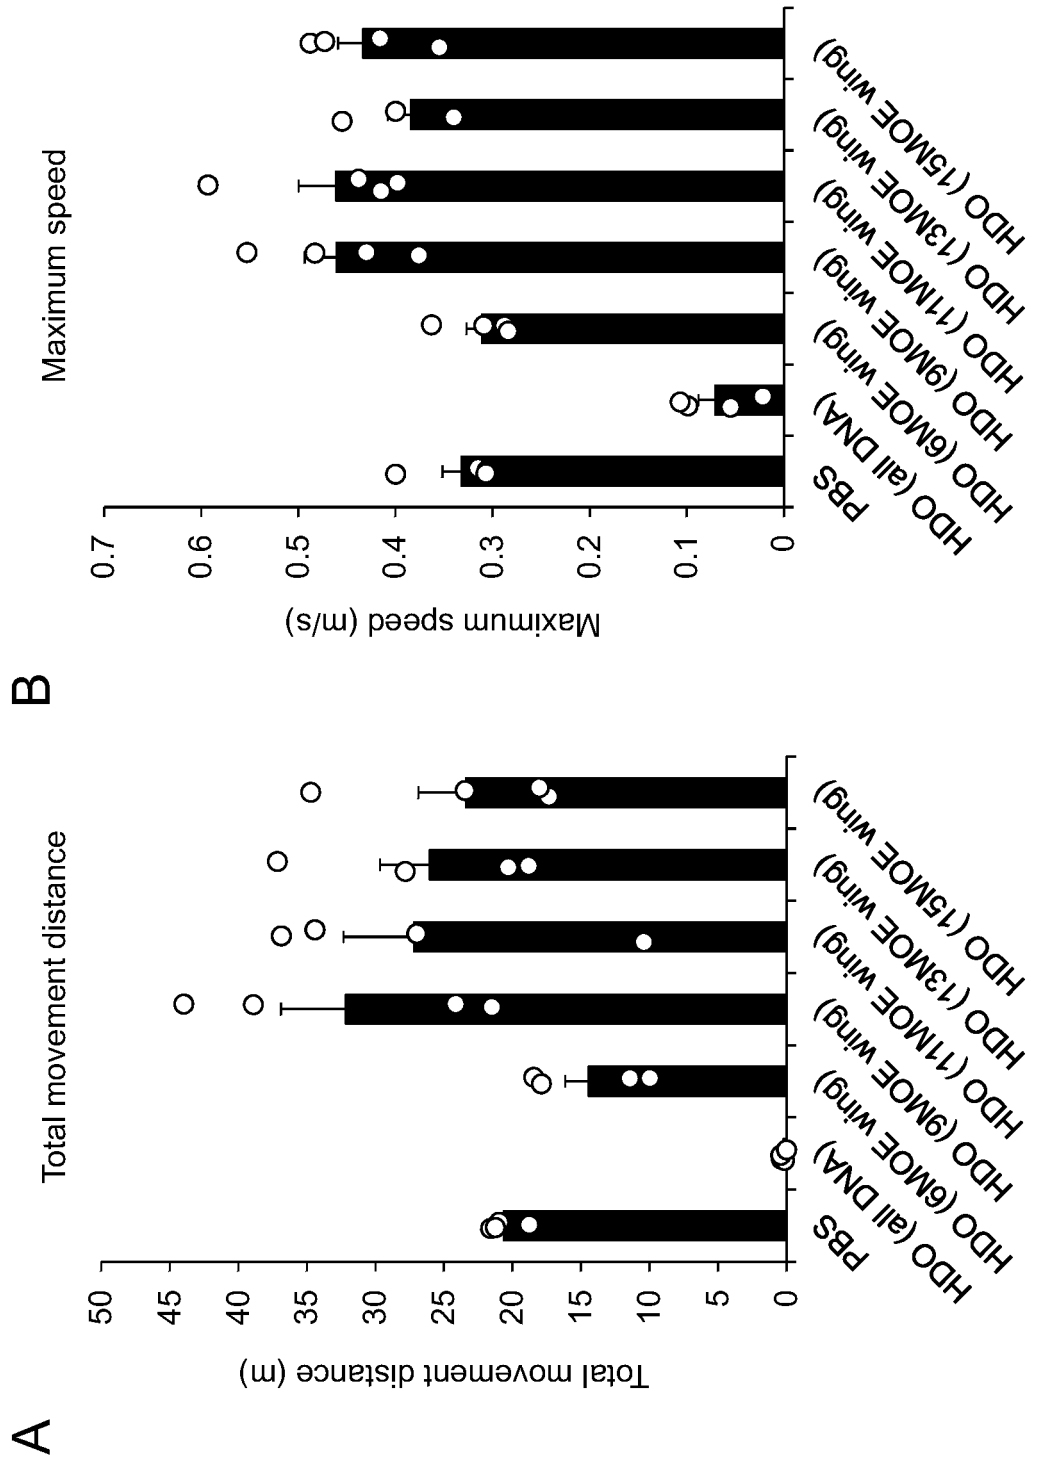 A
Total movement distance
Total movement distance (m)
50
45
40
35
30
25
20
15
10
5
0
PBS
HDO (all DNA)
HDO (6MOE wing)
HDO (9MOE wing)
HDO (11MOE wing)
HDO (13MOE wing)
HDO (15MOE wing)
B
Maximum speed
Maximum speed (m/s)
0.7
0.6
0.5
0.4
0.3
0.2
0.1
0
PBS
HDO (all DNA)
HDO (6MOE wing)
HDO (9MOE wing)
HDO (11MOE wing)
HDO (13MOE wing)
HDO (15MOE wing)